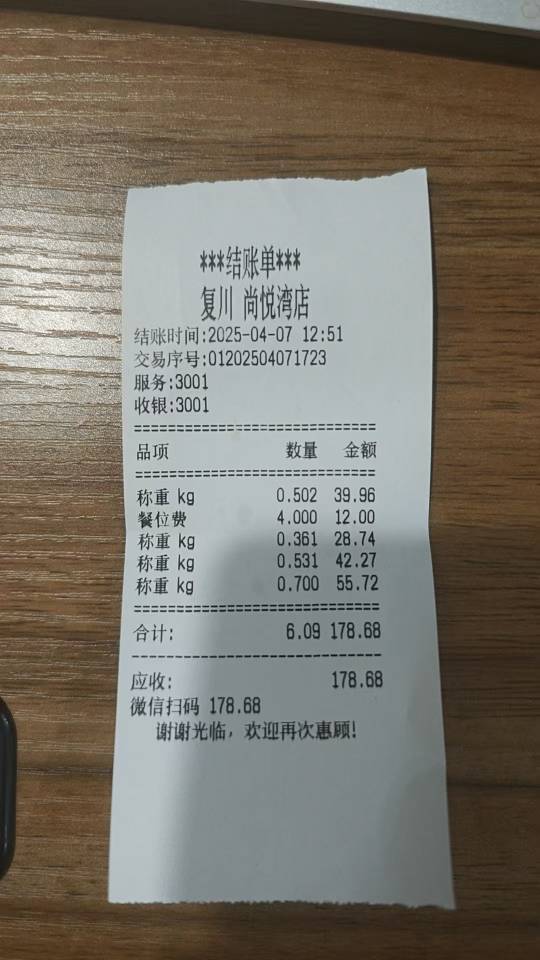 ***结账单***
复川 尚悦湾店
结账时间:2025-04-07 12:51
交易序号:01202504071723
服务:3001
收银:3001
================================
品项 数量 金额
================================
称重 kg 0.502 39.96
餐位费 4.000 12.00
称重 kg 0.361 28.74
称重 kg 0.531 42.27
称重 kg 0.700 55.72
================================
合计: 6.09 178.68
--------------------------------
应收: 178.68
微信扫码 178.68
谢谢光临，欢迎再次惠顾!